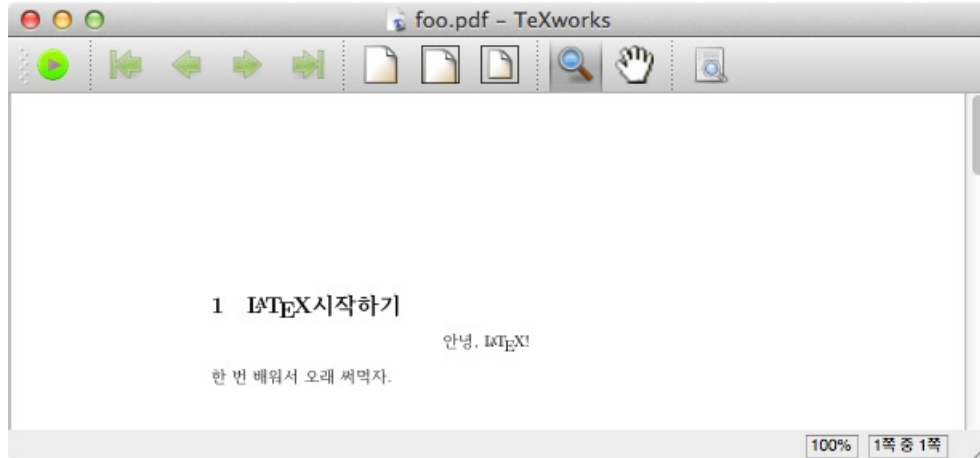 foo.pdf – TeXworks
1 LATEX시작하기
안녕, LATEX!
한 번 배워서 오래 써먹자.
100% 1쪽 중 1쪽